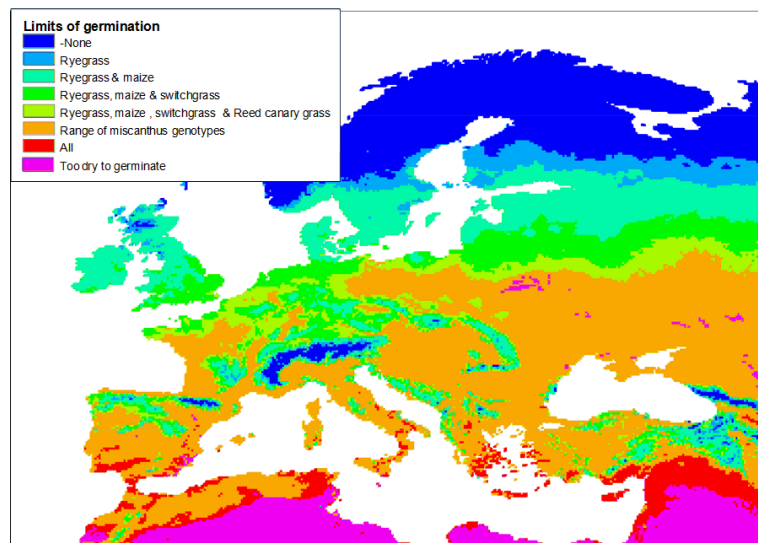 Limits of germination
-None
Ryegrass
Ryegrass & maize
Ryegrass, maize & switchgrass
Ryegrass, maize , switchgrass & Reed canary grass
Range of miscanthus genotypes
All
Too dry to germinate